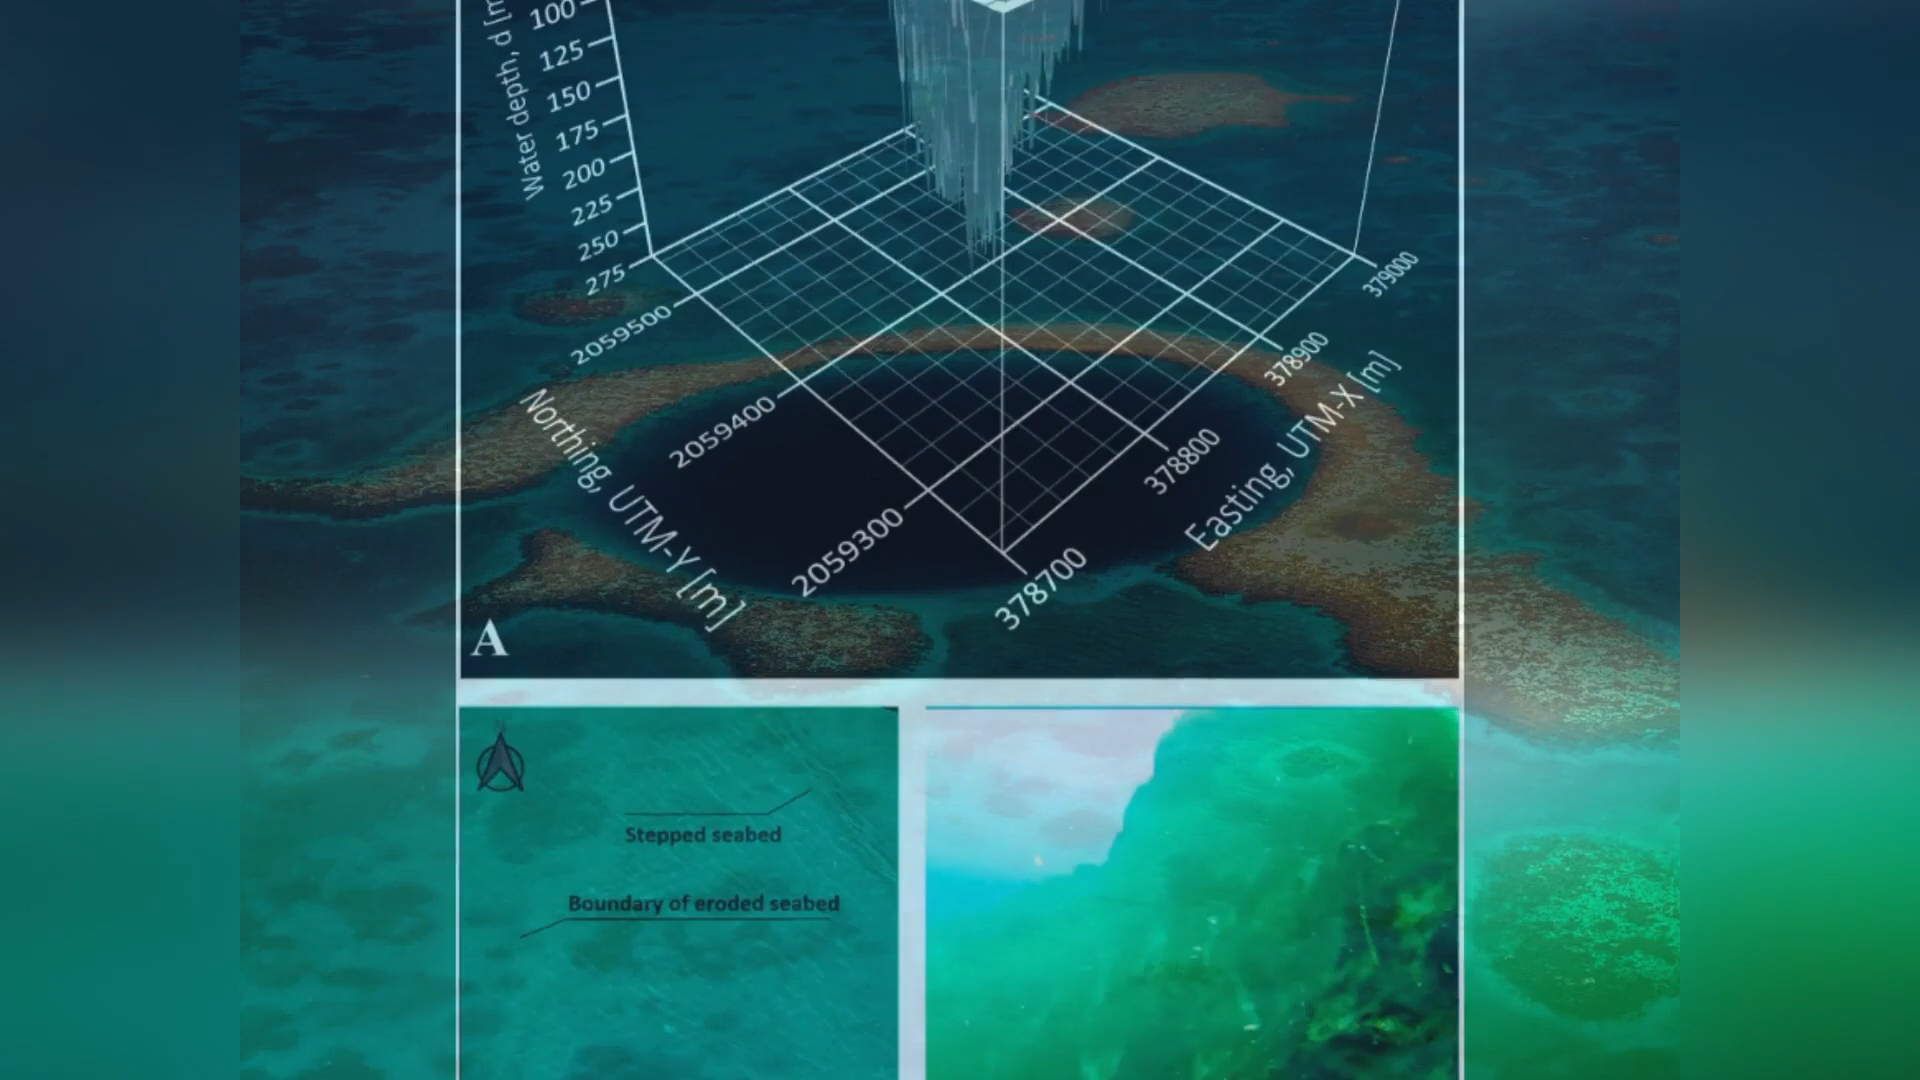 Water depth, d
100
125
150
175
200
225
250
275
2059500
2059400
2059300
Northing, UTM-Y [m]
379000
378900
378800
378700
Easting, UTM-X [m]
A
Stepped seabed
Boundary of eroded seabed